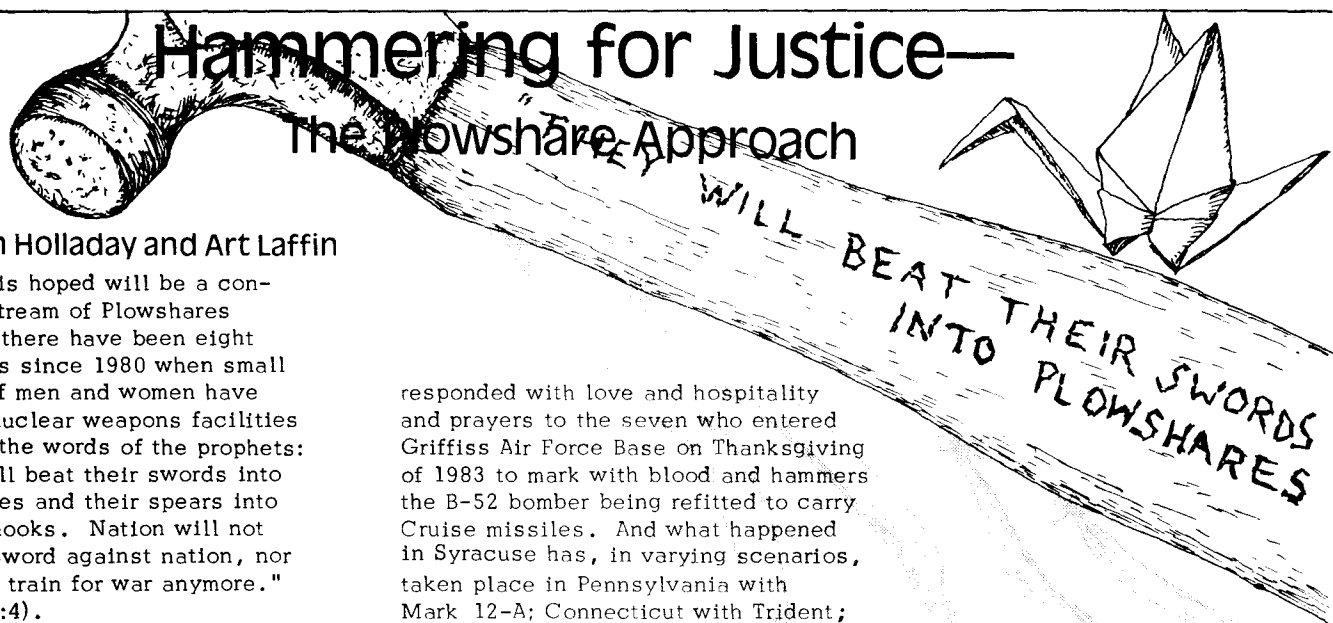 Hammering for Justice—
The Plowshare Approach
"THEY WILL BEAT THEIR SWORDS
INTO PLOWSHARES
Holladay and Art Laffin
is hoped will be a con-
tream of Plowshares
there have been eight
s since 1980 when small
f men and women have
uclear weapons facilities
the words of the prophets:
ll beat their swords into
es and their spears into
ooks. Nation will not
word against nation, nor
train for war anymore."
:4).
responded with love and hospitality
and prayers to the seven who entered
Griffiss Air Force Base on Thanksgiving
of 1983 to mark with blood and hammers
the B-52 bomber being refitted to carry
Cruise missiles. And what happened
in Syracuse has, in varying scenarios,
taken place in Pennsylvania with
Mark 12-A; Connecticut with Trident;